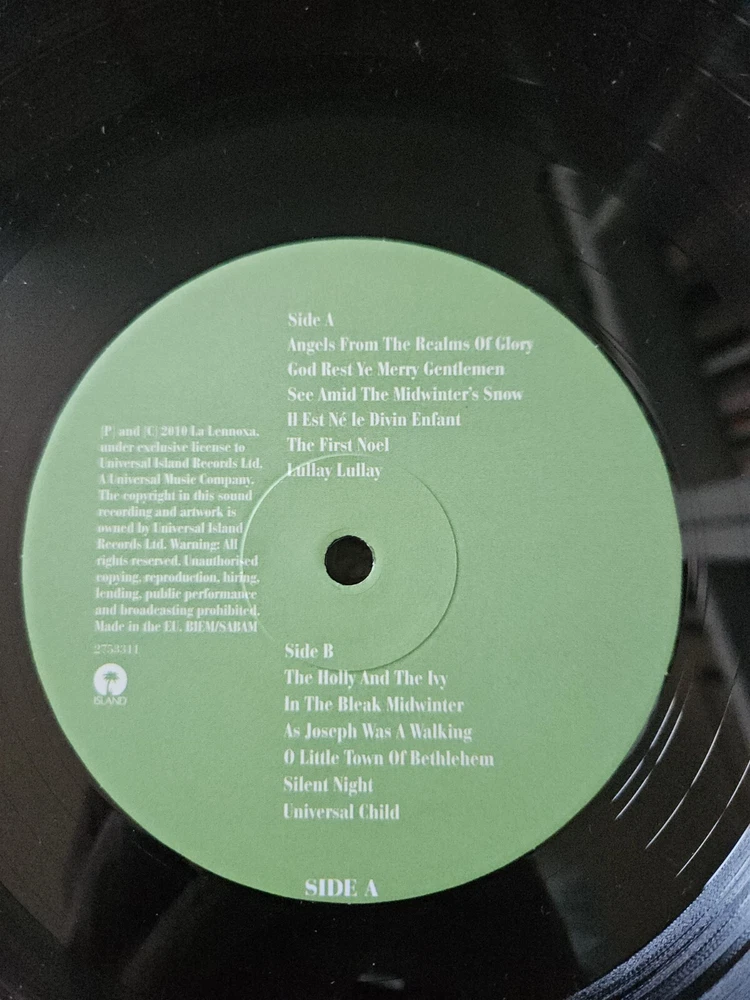 Side A
Angels From The Realms Of Glory
God Rest Ye Merry Gentlemen
See Amid The Midwinter's Snow
Il Est Né le Divin Enfant
The First Noel
Lullay Lullay
(P) and (C) 2010 La Lennoxa,
under exclusive license to
Universal Island Records Ltd.
A Universal Music Company.
The copyright in this sound
recording and artwork is
owned by Universal Island
Records Ltd. Warning: All
rights reserved. Unauthorised
copying, reproduction, hiring,
lending, public performance
and broadcasting prohibited.
Made in the EU. BIEM/SABAM
2753311
ISLAND
Side B
The Holly And The Ivy
In The Bleak Midwinter
As Joseph Was A Walking
O Little Town Of Bethlehem
Silent Night
Universal Child
SIDE A